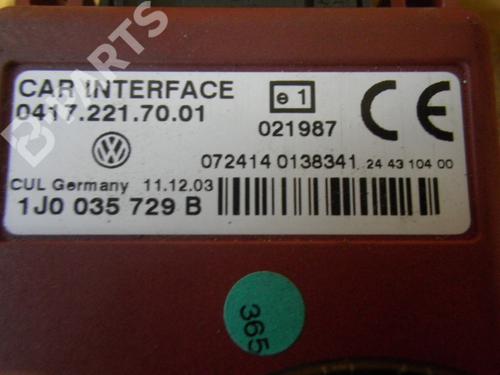 CAR INTERFACE
0417.221.70.01
e 1
021987
CE
072414 0138341 24 43 104 00
CUL Germany 11.12.03
1J0 035 729 B
365
B-PARTS